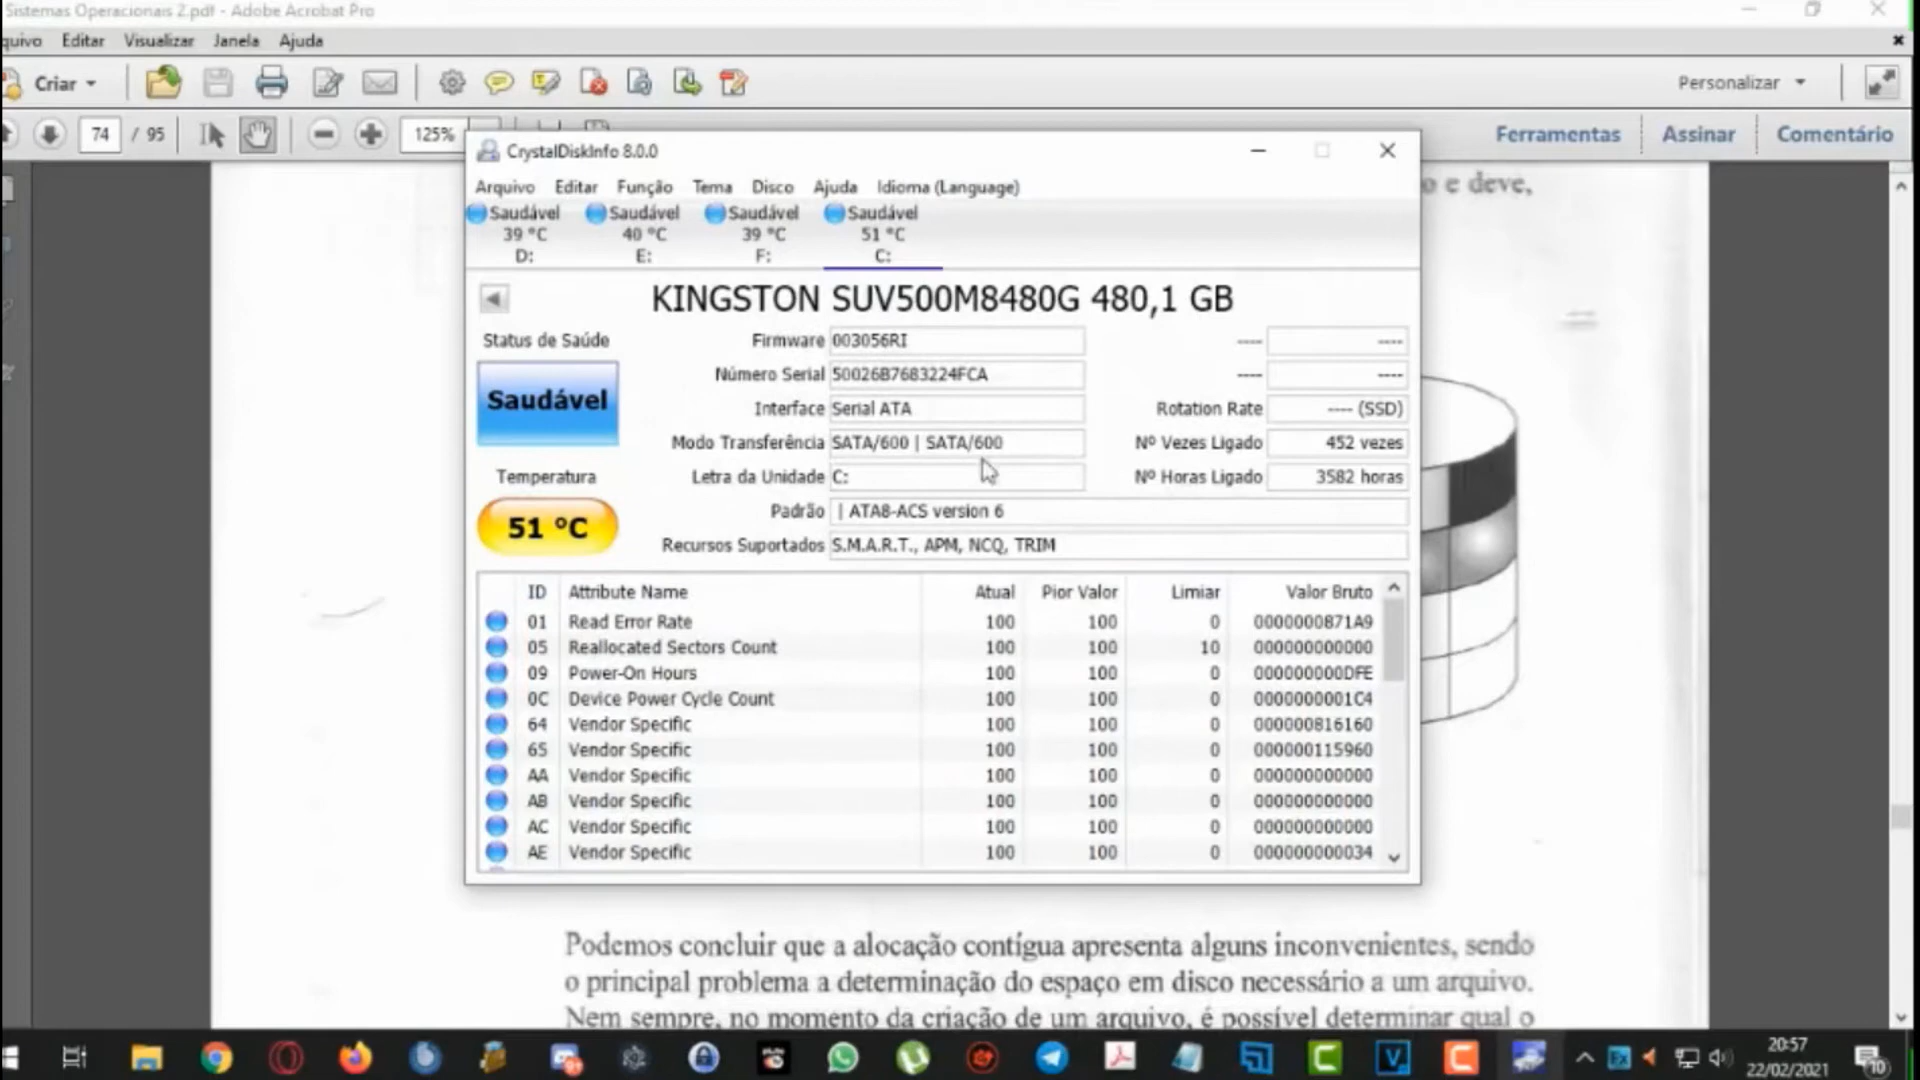 Sistemas Operacionais 2.pdf - Adobe Acrobat Pro
quivo Editar Visualizar Janela Ajuda
Criar
Personalizar
74 / 95
125%
Ferramentas Assinar Comentário
o e deve,
CrystalDiskInfo 8.0.0
Arquivo Editar Função Tema Disco Ajuda Idioma (Language)
Saudável Saudável Saudável Saudável
39 °C 40 °C 39 °C 51 °C
D: E: F: C:
KINGSTON SUV500M8480G 480,1 GB
Status de Saúde
Saudável
Temperatura
51 °C
Firmware 003056RI ---- ----
Número Serial 50026B7683224FCA ---- ----
Interface Serial ATA Rotation Rate ---- (SSD)
Modo Transferência SATA/600 | SATA/600 Nº Vezes Ligado 452 vezes
Letra da Unidade C: Nº Horas Ligado 3582 horas
Padrão | ATA8-ACS version 6
Recursos Suportados S.M.A.R.T., APM, NCQ, TRIM
ID Attribute Name Atual Pior Valor Limiar Valor Bruto
01 Read Error Rate 100 100 0 0000000871A9
05 Reallocated Sectors Count 100 100 10 000000000000
09 Power-On Hours 100 100 0 000000000DFE
0C Device Power Cycle Count 100 100 0 0000000001C4
64 Vendor Specific 100 100 0 000000816160
65 Vendor Specific 100 100 0 000000115960
AA Vendor Specific 100 100 0 000000000000
AB Vendor Specific 100 100 0 000000000000
AC Vendor Specific 100 100 0 000000000000
AE Vendor Specific 100 100 0 000000000034
Podemos concluir que a alocação contígua apresenta alguns inconvenientes, sendo
o principal problema a determinação do espaço em disco necessário a um arquivo.
Nem sempre, no momento da criação de um arquivo, é possível determinar qual o
20:57
22/02/2021
10